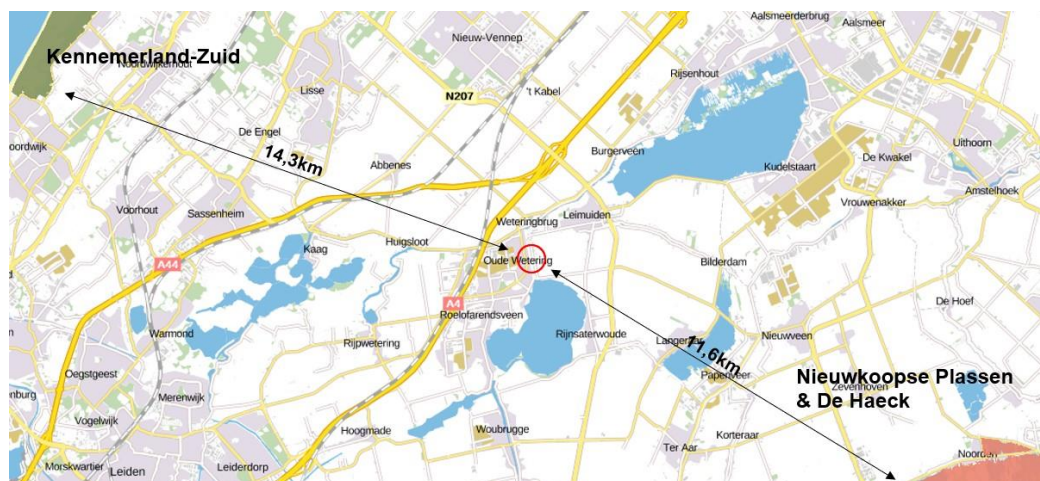 Aalsmeerderbrug
Aalsmeer
Nieuw-Vennep
Kennemerland-Zuid
Noordwijkerhout
Rijsenhout
Lisse
't Kabel
N207
De Engel
oordwijk
Uithoorn
Burgerveen
De Kwakel
14,3km
Abbenes
Kudelstaart
Amstelhoek
Vrouwenakker
Voorhout
Sassenheim
Leimuiden
Weteringbrug
Huigsloot
Kaag
Oude Wetering
Bilderdam
A44
A4
De Hoef
Roelofarendsveen
Warmond
Rijpwetering
Rijnsaterwoude
Langeraar
Nieuwveen
11,6km
Oegstgeest
Papenveer
Nieuwkoopse Plassen
& De Haeck
Zevenhoven
enburg
Merenwijk
Vogelwijk
Hoogmade
Woubrugge
Korteraar
Ter Aar
Noorden
Morskwartier
Leiden
Leiderdorp